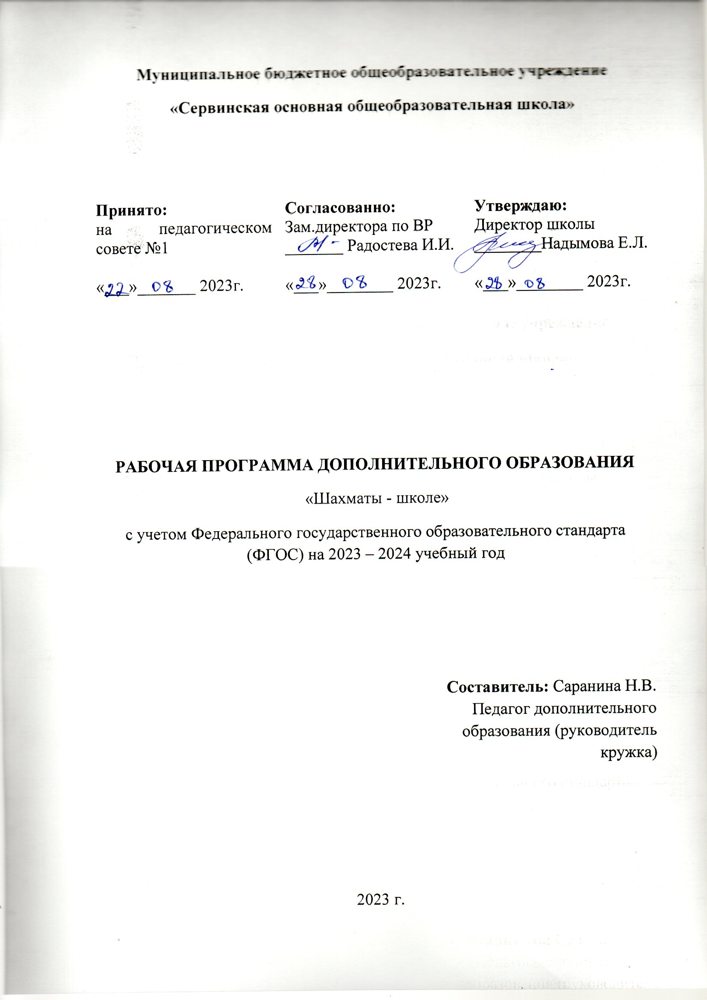 Муниципальное бюджетное общеобразовательное учреждение
«Сервинская основная общеобразовательная школа»
Принято:
на педагогическом
совете №1
«22» 08 2023г.
Согласованно:
Зам.директора по ВР
Радостева И.И.
«28» 08 2023г.
Утверждаю:
Директор школы
Надымова Е.Л.
«28» 08 2023г.
РАБОЧАЯ ПРОГРАММА ДОПОЛНИТЕЛЬНОГО ОБРАЗОВАНИЯ
«Шахматы - школе»
с учетом Федерального государственного образовательного стандарта
(ФГОС) на 2023 – 2024 учебный год
Составитель: Саранина Н.В.
Педагог дополнительного
образования (руководитель
кружка)
2023 г.